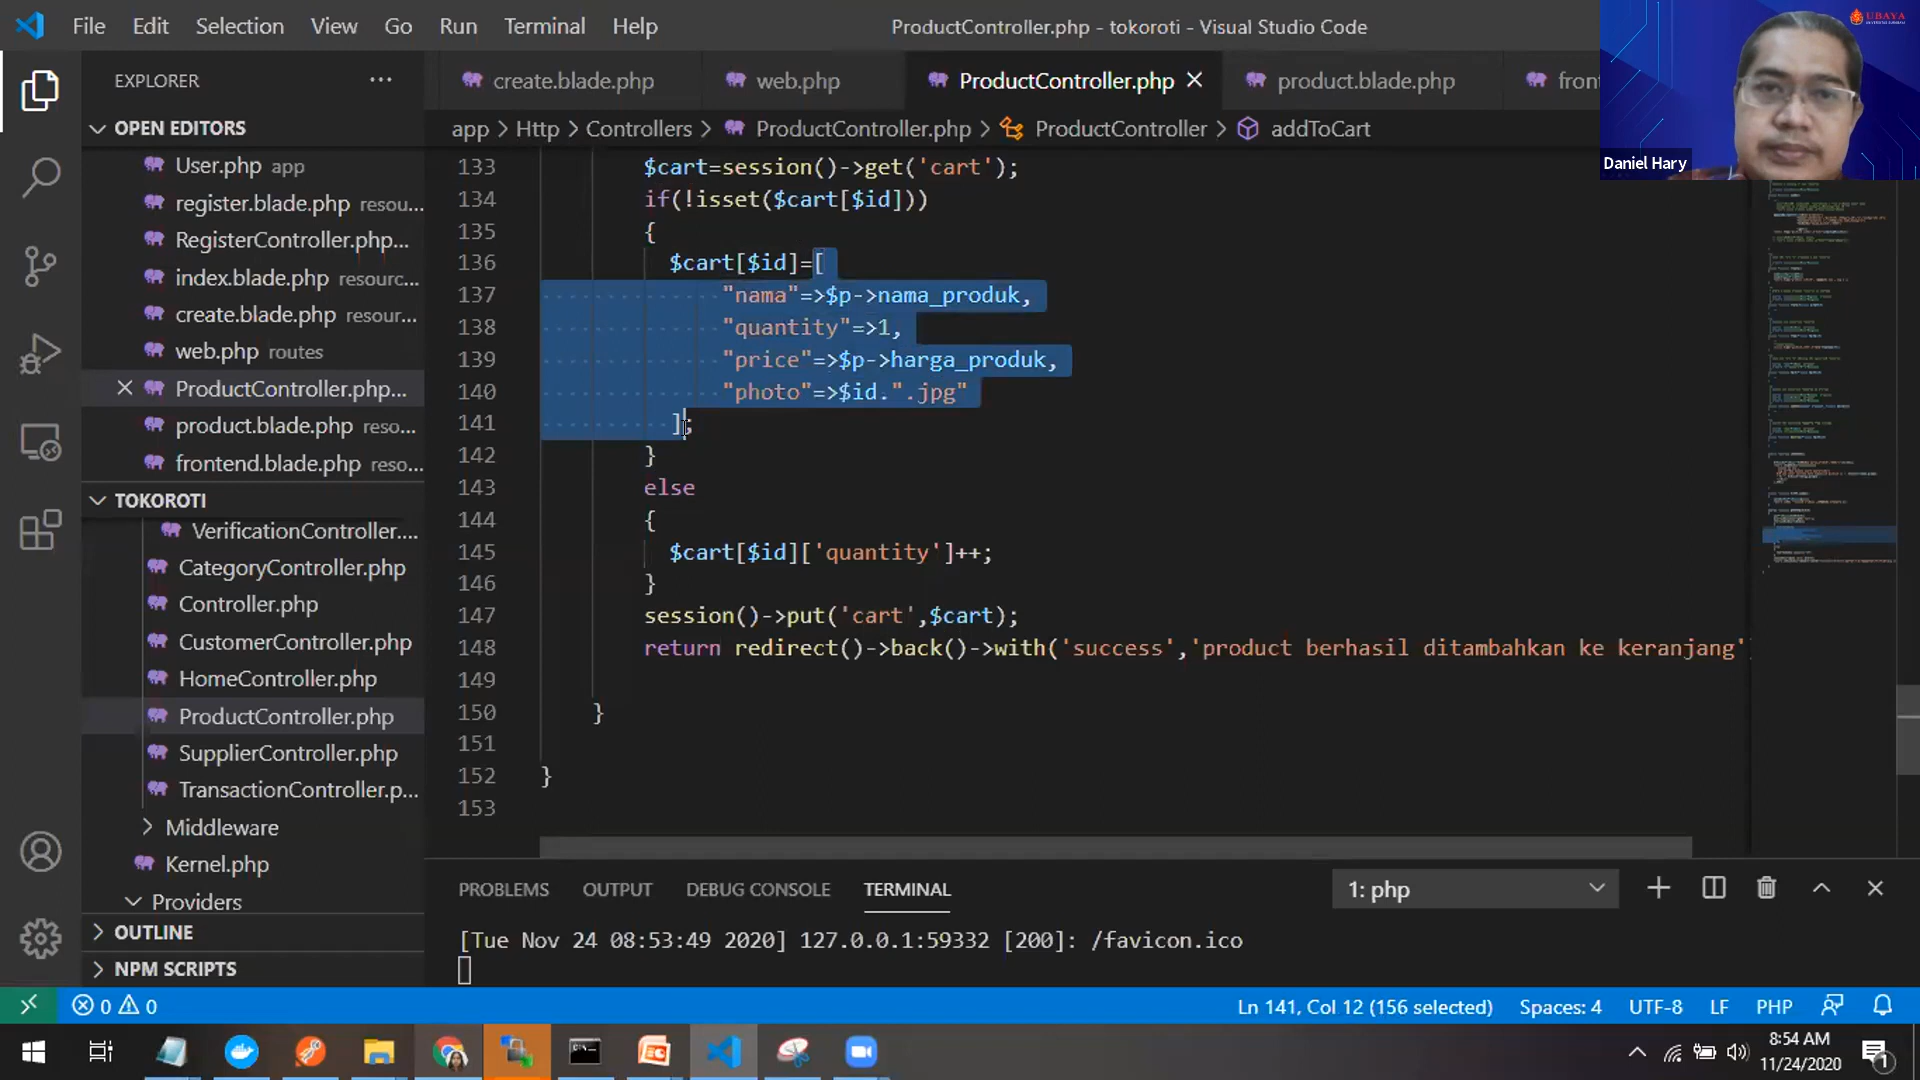 File Edit Selection View Go Run Terminal Help
ProductController.php - tokoroti - Visual Studio Code
UBAYA
Daniel Hary
EXPLORER
OPEN EDITORS
User.php app
register.blade.php resou...
RegisterController.php...
index.blade.php resourc...
create.blade.php resour...
web.php routes
ProductController.php...
product.blade.php reso...
frontend.blade.php reso...
TOKOROTI
VerificationController....
CategoryController.php
Controller.php
CustomerController.php
HomeController.php
ProductController.php
SupplierController.php
TransactionController.p...
Middleware
Kernel.php
Providers
OUTLINE
NPM SCRIPTS
create.blade.php web.php ProductController.php product.blade.php fron
app > Http > Controllers > ProductController.php > ProductController > addToCart
133 $cart=session()->get('cart');
134 if(!isset($cart[$id]))
135 {
136 $cart[$id]=[
137 "nama"=>$p->nama_produk,
138 "quantity"=>1,
139 "price"=>$p->harga_produk,
140 "photo"=>$id.".jpg"
141 ];
142 }
143 else
144 {
145 $cart[$id]['quantity']++;
146 }
147 session()->put('cart',$cart);
148 return redirect()->back()->with('success','product berhasil ditambahkan ke keranjang'
149
150 }
151
152 }
153
PROBLEMS OUTPUT DEBUG CONSOLE TERMINAL
1: php
[Tue Nov 24 08:53:49 2020] 127.0.0.1:59332 [200]: /favicon.ico
0 0
Ln 141, Col 12 (156 selected) Spaces: 4 UTF-8 LF PHP
8:54 AM
11/24/2020
1